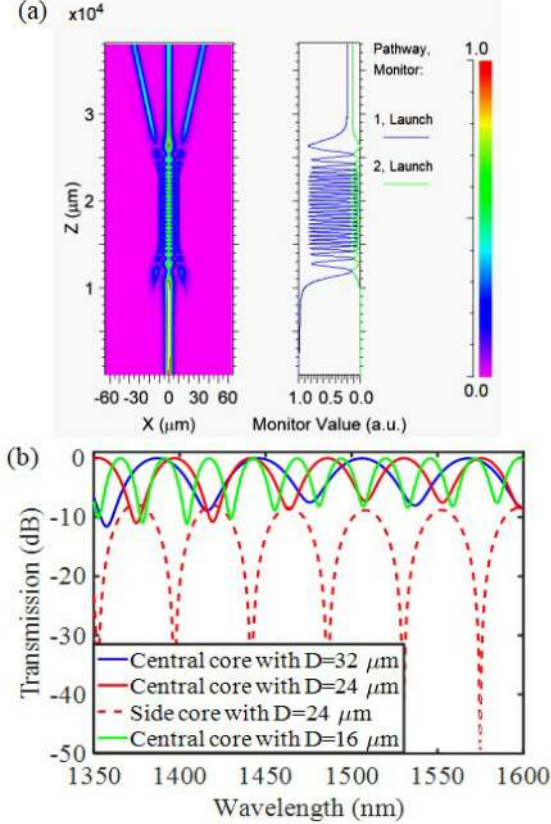 (a)
x10⁴
3
2
1
Z (μm)
-60 -30 0 30 60
X (μm)
1.0 0.5 0.0
Monitor Value (a.u.)
Pathway,
Monitor:
1, Launch
2, Launch
1.0
0.0
(b)
0
-10
-20
-30
-40
-50
Transmission (dB)
Central core with D=32 μm
Central core with D=24 μm
Side core with D=24 μm
Central core with D=16 μm
1350 1400 1450 1500 1550 1600
Wavelength (nm)